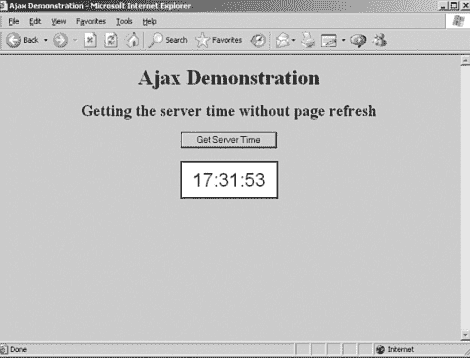 Ajax Demonstration - Microsoft Internet Explorer
File Edit View Favorites Tools Help
Back Search Favorites
Ajax Demonstration
Getting the server time without page refresh
Get Server Time
17:31:53
Done Internet